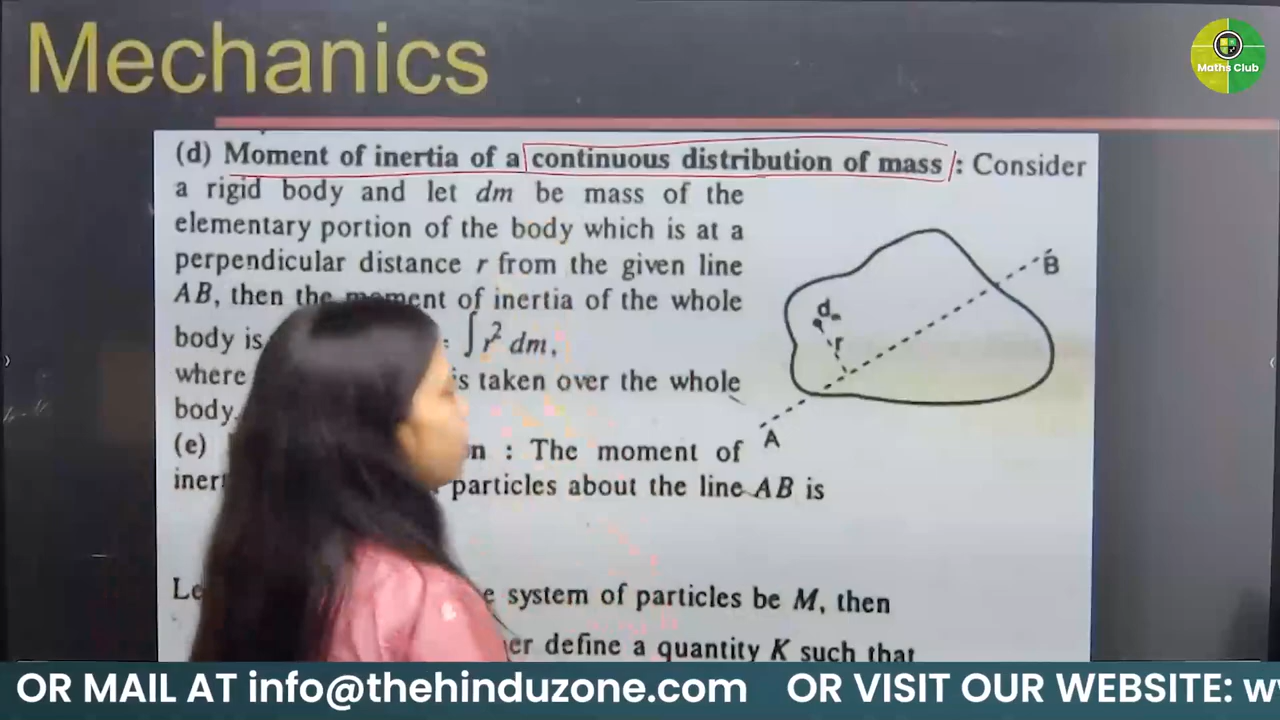 Mechanics
Maths Club
(d) Moment of inertia of a continuous distribution of mass : Consider
a rigid body and let dm be mass of the
elementary portion of the body which is at a
perpendicular distance r from the given line
AB, then the moment of inertia of the whole
body is ∫ r² dm,
where is taken over the whole
body.
(e) : The moment of
particles about the line AB is
e system of particles be M, then
define a quantity K such that
B
dm
r
A
OR MAIL AT info@thehinduzone.com OR VISIT OUR WEBSITE: w